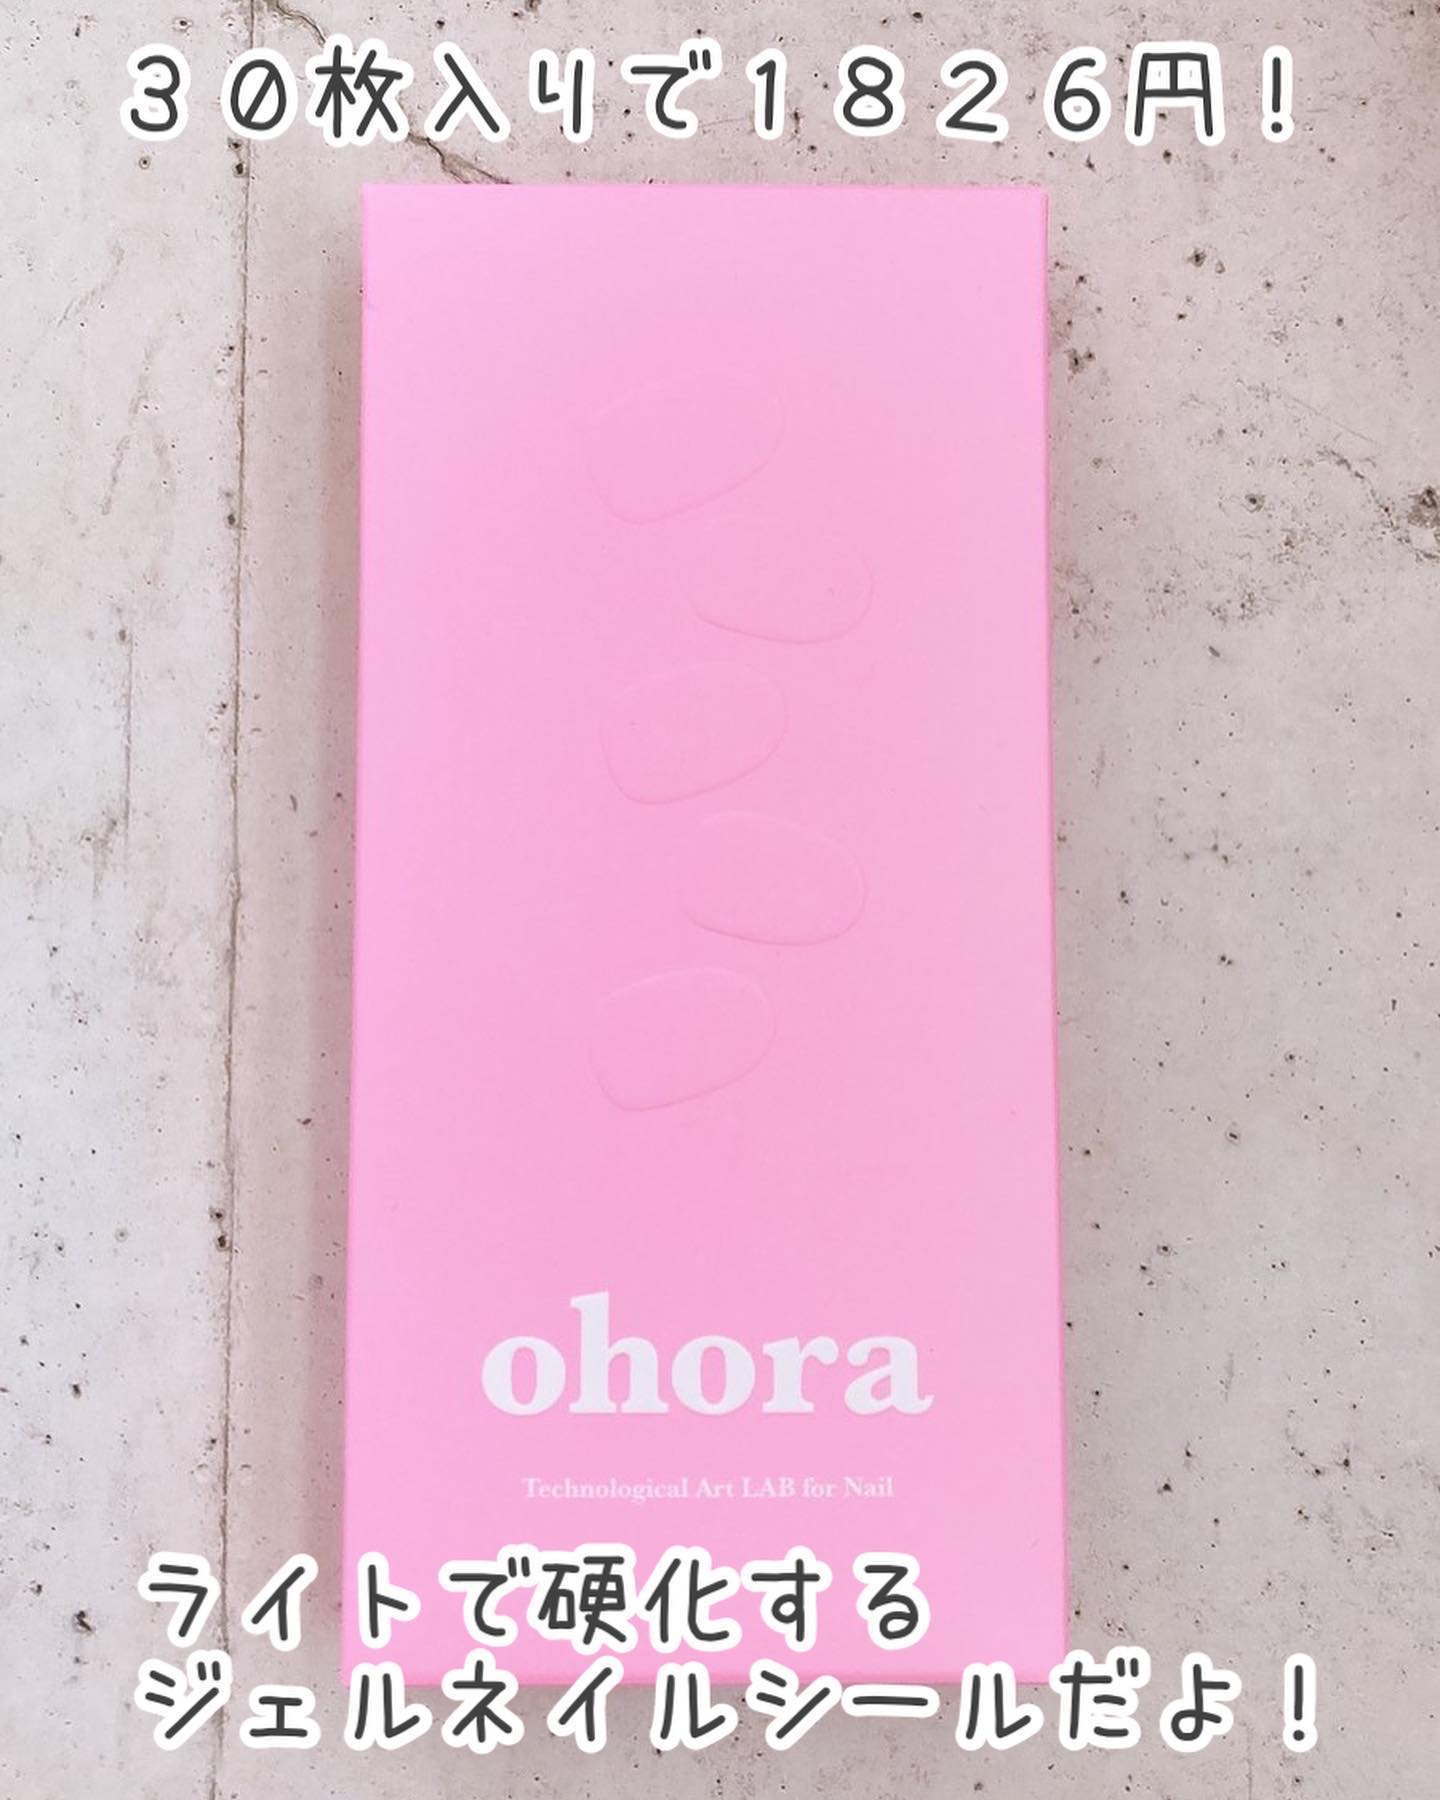 ３０枚入りで１８２６円！
ohora
Technological Art LAB for Nail
ライトで硬化する
ジェルネイルシールだよ！